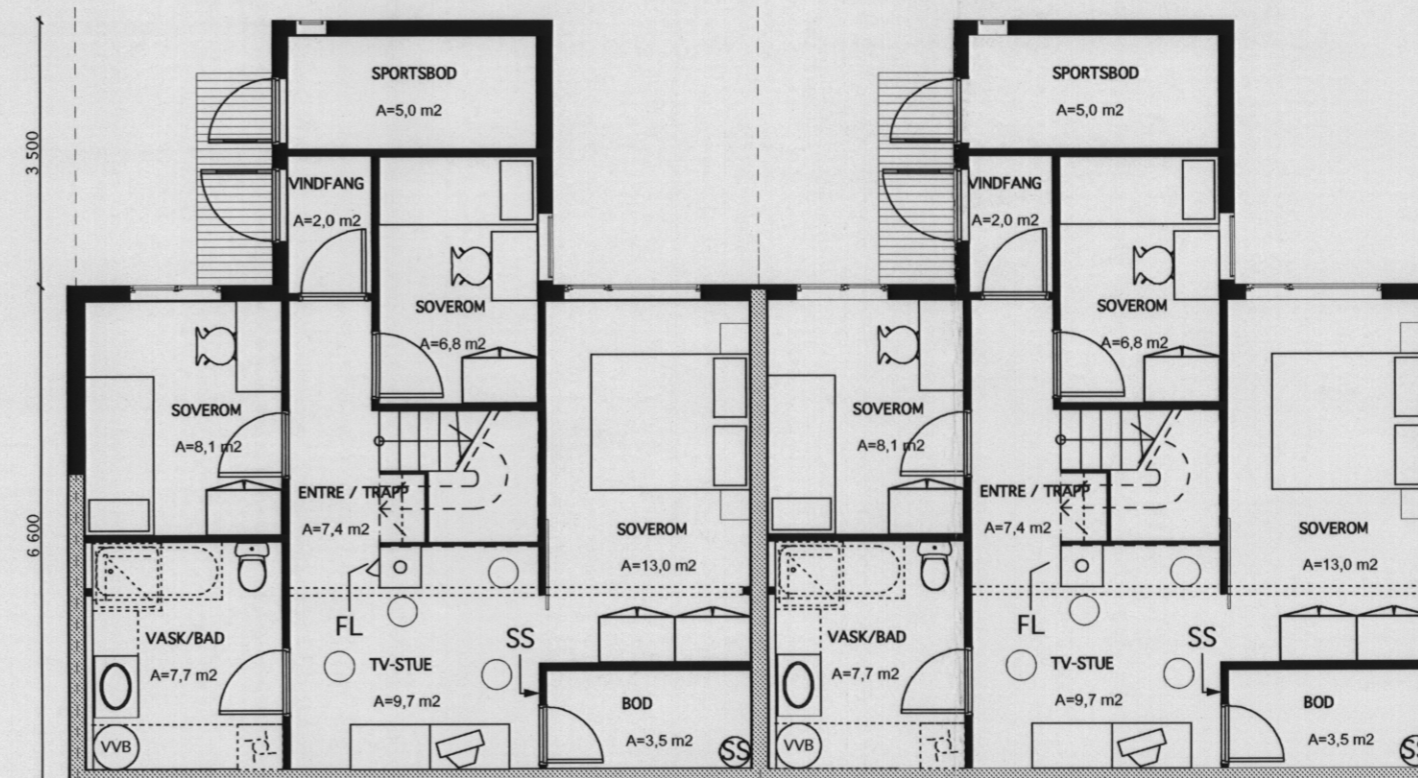 SPORTSBOD
A=5,0 m2
SPORTSBOD
A=5,0 m2
3 500
VINDFANG
A=2,0 m2
VINDFANG
A=2,0 m2
SOVEROM
A=6,8 m2
SOVEROM
A=6,8 m2
SOVEROM
A=8,1 m2
SOVEROM
A=8,1 m2
ENTRE / TRAPP
A=7,4 m2
ENTRE / TRAPP
A=7,4 m2
6 600
SOVEROM
A=13,0 m2
SOVEROM
A=13,0 m2
FL
SS
FL
SS
VASK/BAD
A=7,7 m2
TV-STUE
A=9,7 m2
VASK/BAD
A=7,7 m2
TV-STUE
A=9,7 m2
BOD
A=3,5 m2
BOD
A=3,5 m2
VVB
SS
VVB